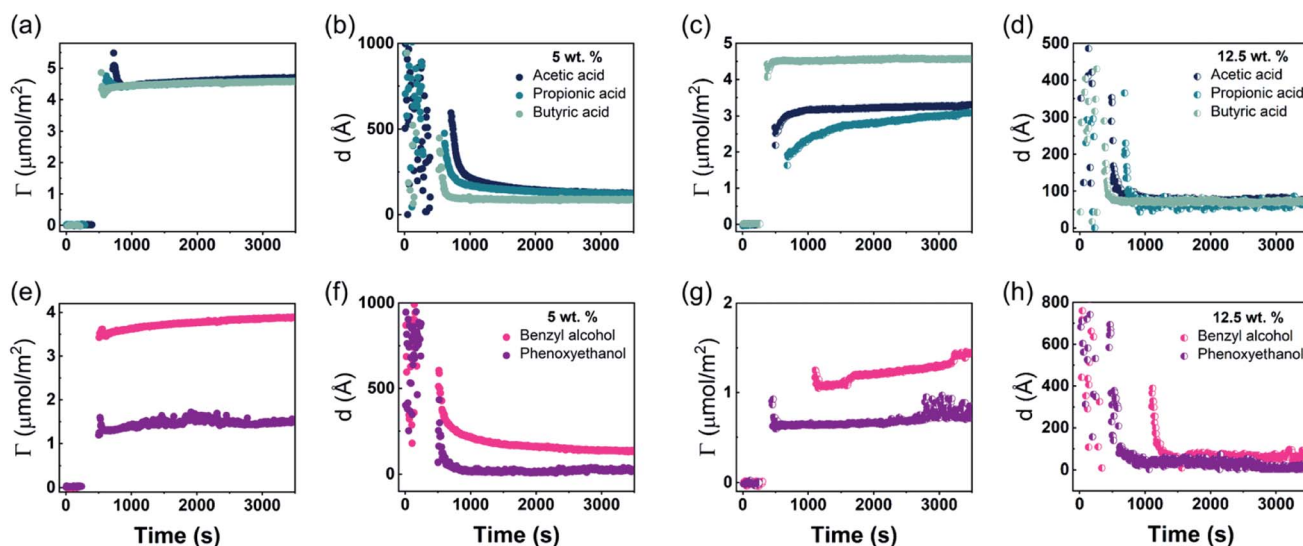 (a)
Γ (μmol/m²)
5
4
3
2
1
0
0 1000 2000 3000
(b)
d (Å)
1000
500
0
0 1000 2000 3000
5 wt. %
Acetic acid
Propionic acid
Butyric acid
(c)
Γ (μmol/m²)
5
4
3
2
1
0
0 1000 2000 3000
(d)
d (Å)
500
400
300
200
100
0
0 1000 2000 3000
12.5 wt. %
Acetic acid
Propionic acid
Butyric acid
(e)
Γ (μmol/m²)
4
3
2
1
0
0 1000 2000 3000
Time (s)
(f)
d (Å)
1000
500
0
0 1000 2000 3000
Time (s)
5 wt. %
Benzyl alcohol
Phenoxyethanol
(g)
Γ (μmol/m²)
2
1
0
0 1000 2000 3000
Time (s)
(h)
d (Å)
800
600
400
200
0
0 1000 2000 3000
Time (s)
12.5 wt. %
Benzyl alcohol
Phenoxyethanol